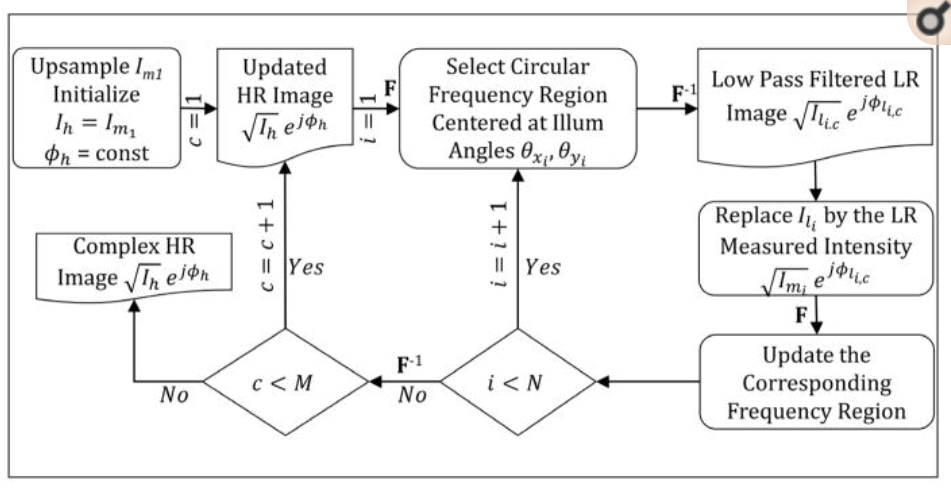 Upsample I_{m1}
Initialize
I_h = I_{m_1}
ϕ_h = const
c = 1
Updated
HR Image
√I_h e^{jϕ_h}
F
i = 1
Select Circular
Frequency Region
Centered at Illum
Angles θ_{x_i}, θ_{y_i}
F^{-1}
Low Pass Filtered LR
Image √I_{l_{i,c}} e^{jϕ_{l_{i,c}}}
Replace I_{l_i} by the LR
Measured Intensity
√I_{m_i} e^{jϕ_{l_{i,c}}}
F
Update the
Corresponding
Frequency Region
i < N
i = i + 1
Yes
F^{-1}
No
c < M
c = c + 1
Yes
No
Complex HR
Image √I_h e^{jϕ_h}